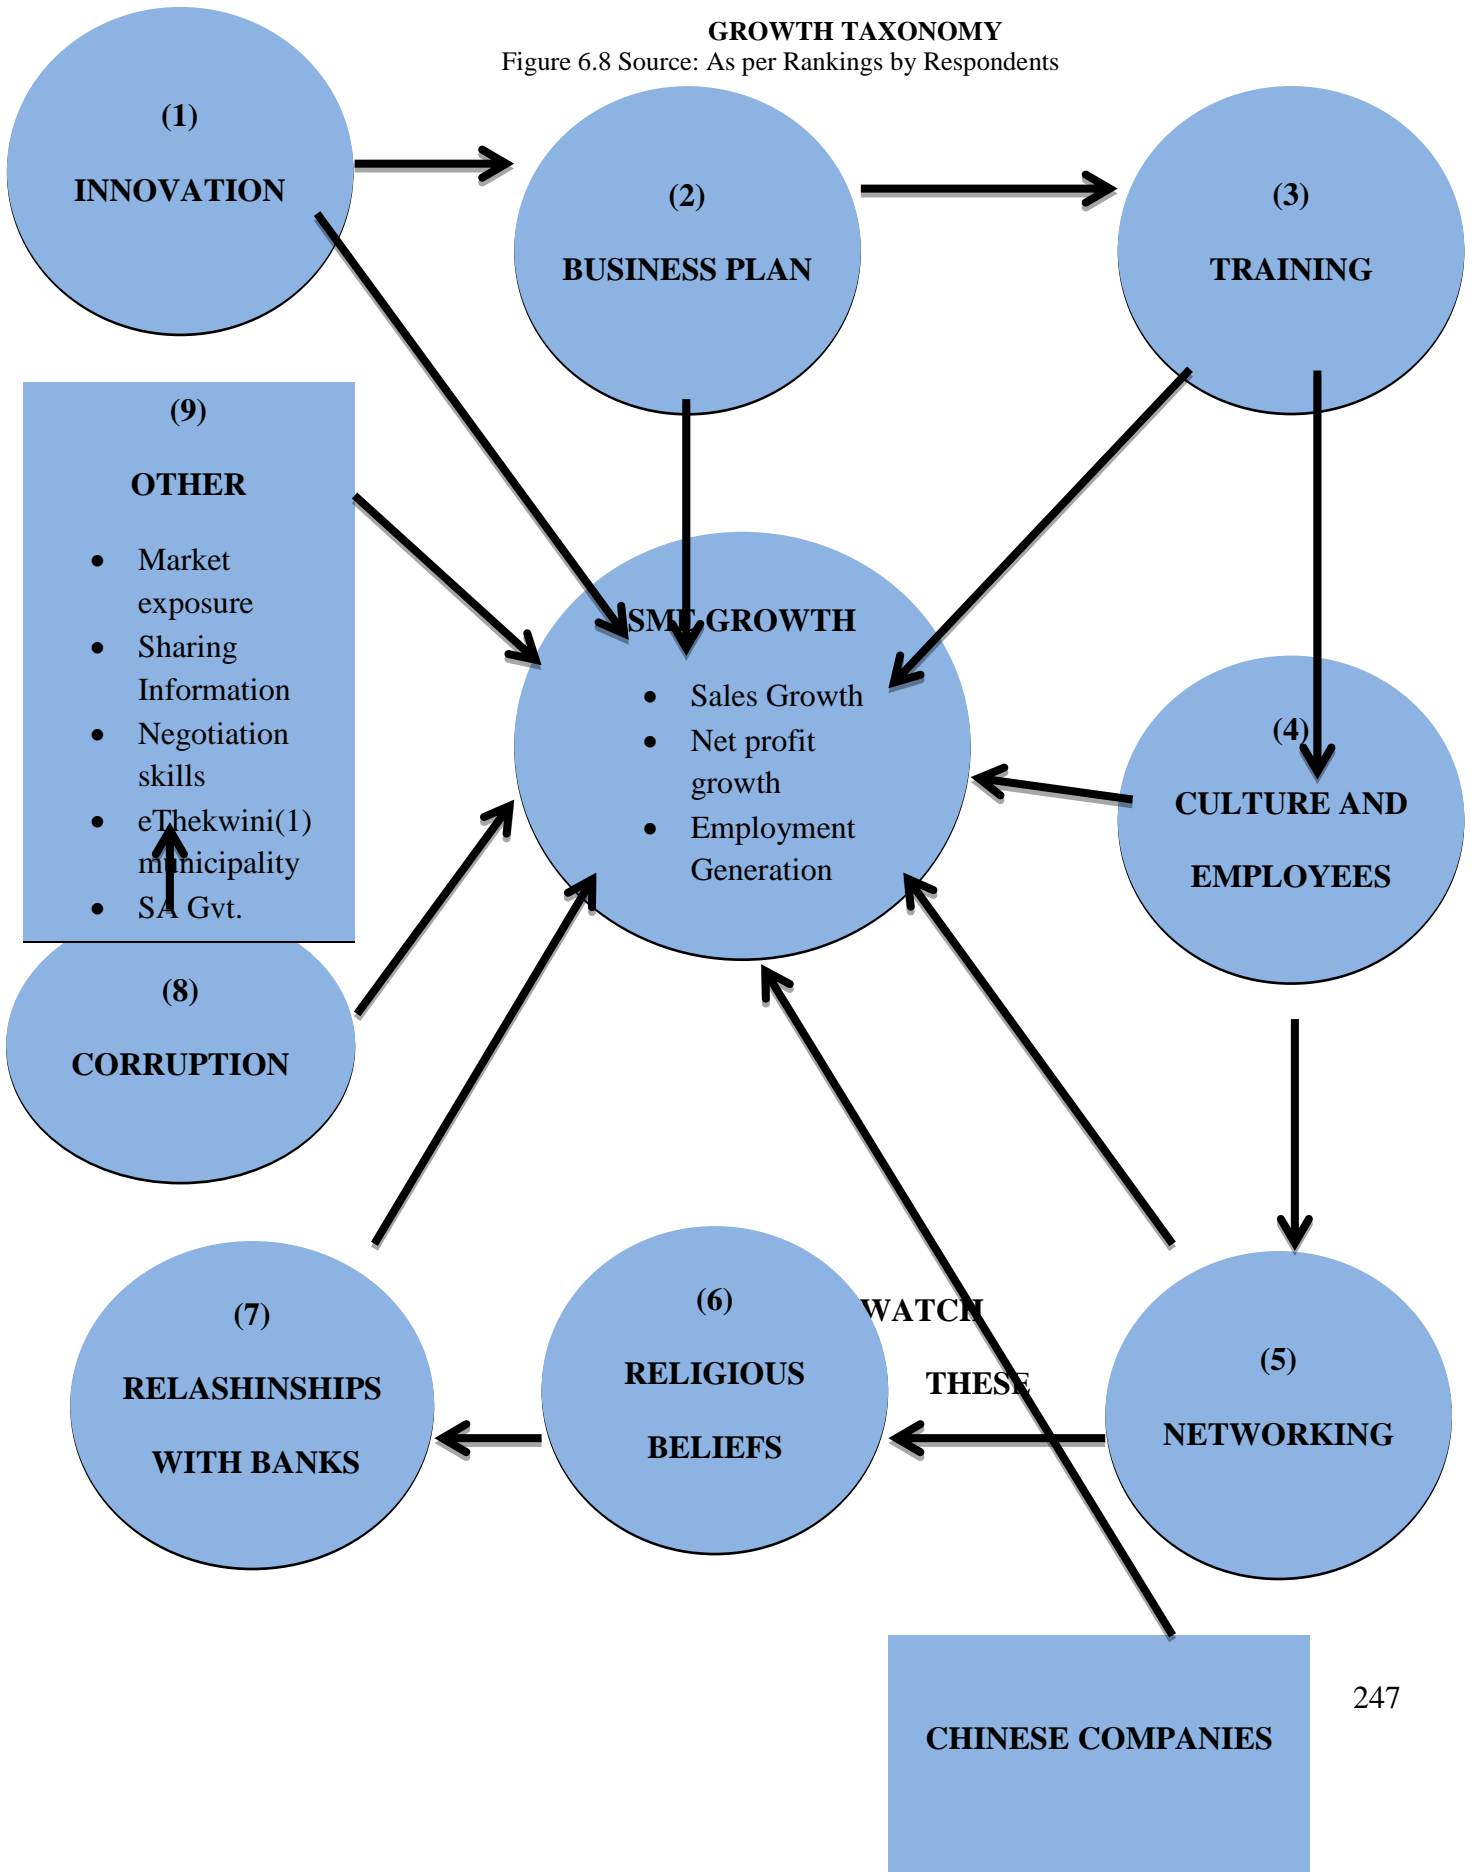 GROWTH TAXONOMY
Figure 6.8 Source: As per Rankings by Respondents
(1)
INNOVATION
(2)
BUSINESS PLAN
(3)
TRAINING
(9)
OTHER
• Market
exposure
• Sharing
Information
• Negotiation
skills
• eThekwini(1)
municipality
• SA Gvt.
SME GROWTH
• Sales Growth
• Net profit
growth
• Employment
Generation
(4)
CULTURE AND
EMPLOYEES
(8)
CORRUPTION
(7)
RELASHINSHIPS
WITH BANKS
(6)
RELIGIOUS
BELIEFS
WATCH
THESE
(5)
NETWORKING
CHINESE COMPANIES
247